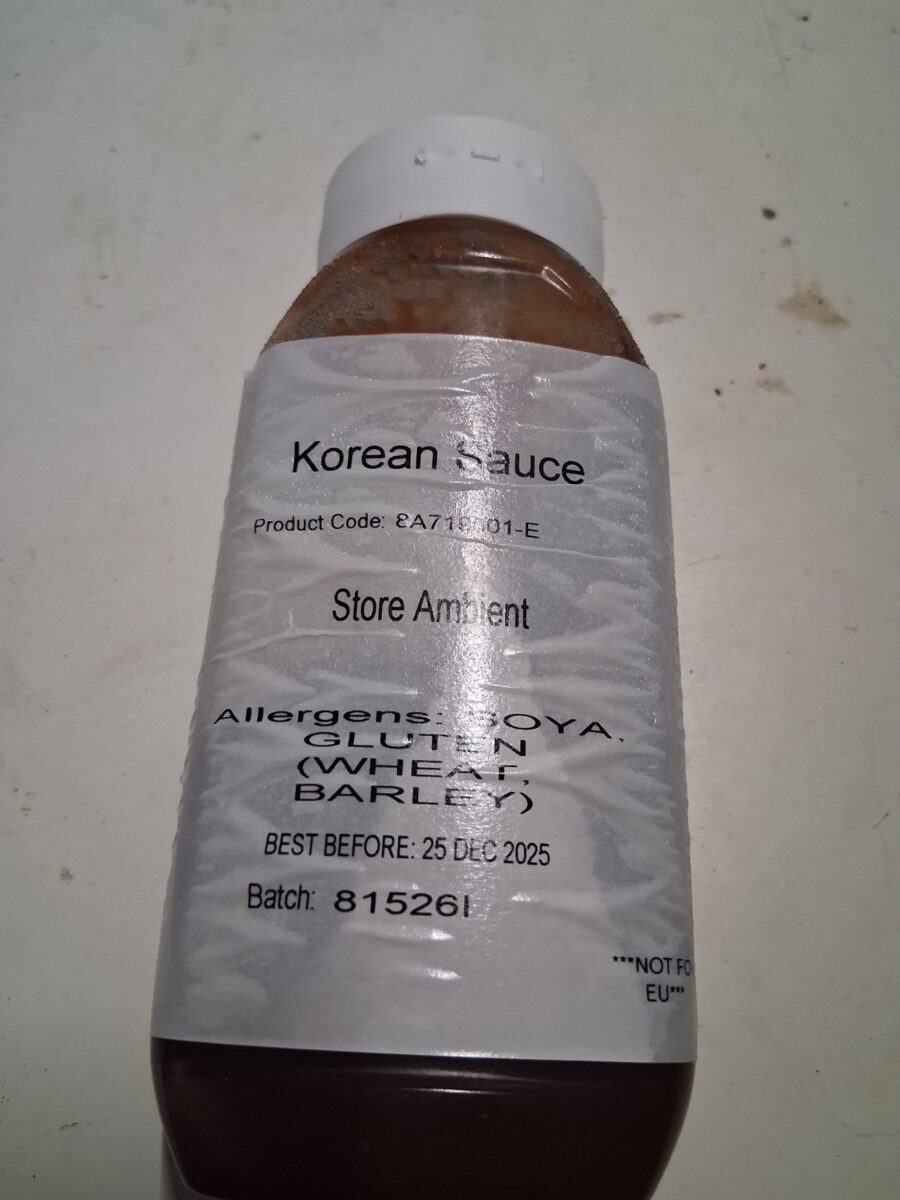 Korean Sauce
Product Code:
Store Ambient
Allergens: SOYA,
GLUTEN
(WHEAT,
BARLEY)
BEST BEFORE: 25 DEC 2025
Batch: 81526I
***NOT FO
EU***